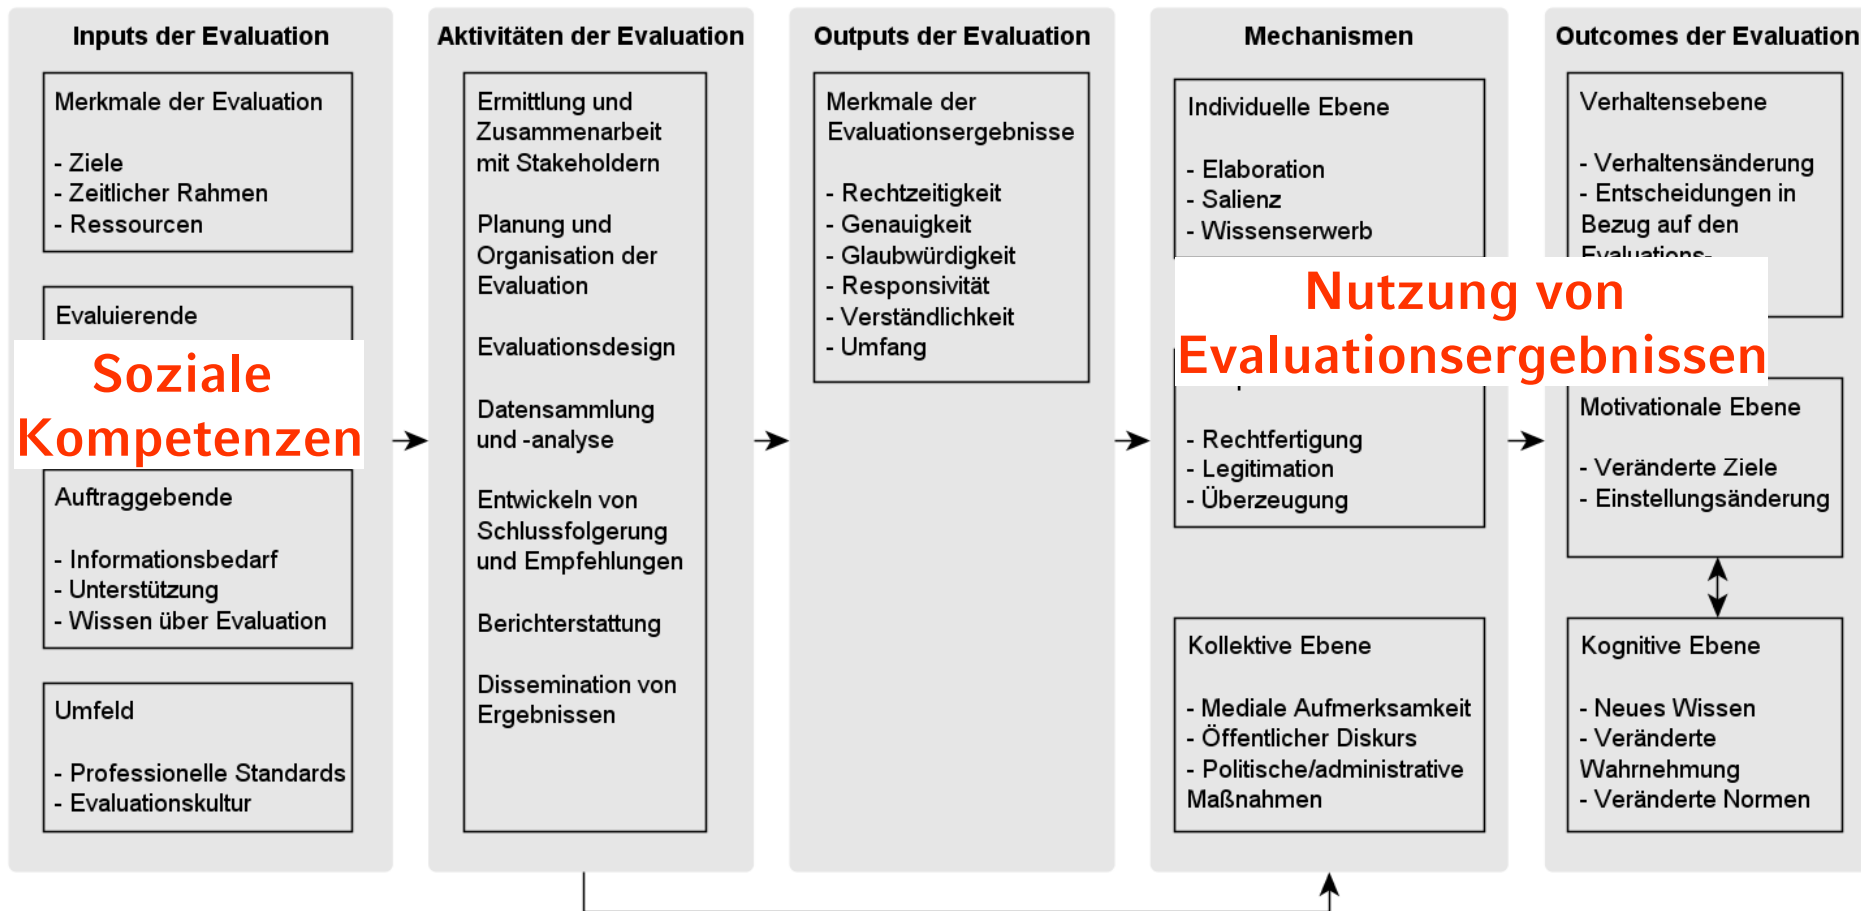 Inputs der Evaluation
Merkmale der Evaluation
- Ziele
- Zeitlicher Rahmen
- Ressourcen
Evaluierende
Soziale
Kompetenzen
Auftraggebende
- Informationsbedarf
- Unterstützung
- Wissen über Evaluation
Umfeld
- Professionelle Standards
- Evaluationskultur
Aktivitäten der Evaluation
Ermittlung und
Zusammenarbeit
mit Stakeholdern
Planung und
Organisation der
Evaluation
Evaluationsdesign
Datensammlung
und -analyse
Entwickeln von
Schlussfolgerung
und Empfehlungen
Berichterstattung
Dissemination von
Ergebnissen
Outputs der Evaluation
Merkmale der
Evaluationsergebnisse
- Rechtzeitigkeit
- Genauigkeit
- Glaubwürdigkeit
- Responsivität
- Verständlichkeit
- Umfang
Mechanismen
Individuelle Ebene
- Elaboration
- Salienz
- Wissenserwerb
Nutzung von
Evaluationsergebnissen
- Rechtfertigung
- Legitimation
- Überzeugung
Kollektive Ebene
- Mediale Aufmerksamkeit
- Öffentlicher Diskurs
- Politische/administrative
Maßnahmen
Outcomes der Evaluation
Verhaltensebene
- Verhaltensänderung
- Entscheidungen in
Bezug auf den
Evaluations-
Motivationale Ebene
- Veränderte Ziele
- Einstellungsänderung
Kognitive Ebene
- Neues Wissen
- Veränderte
Wahrnehmung
- Veränderte Normen